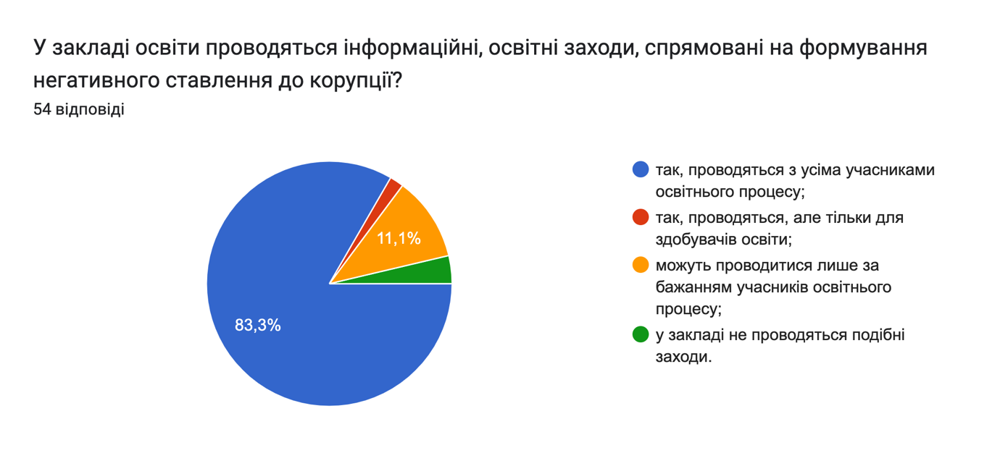 У закладі освіти проводяться інформаційні, освітні заходи, спрямовані на формування
негативного ставлення до корупції?
54 відповіді
11,1%
83,3%
так, проводяться з усіма учасниками
освітнього процесу;
так, проводяться, але тільки для
здобувачів освіти;
можуть проводитися лише за
бажанням учасників освітнього
процесу;
у закладі не проводяться подібні
заходи.